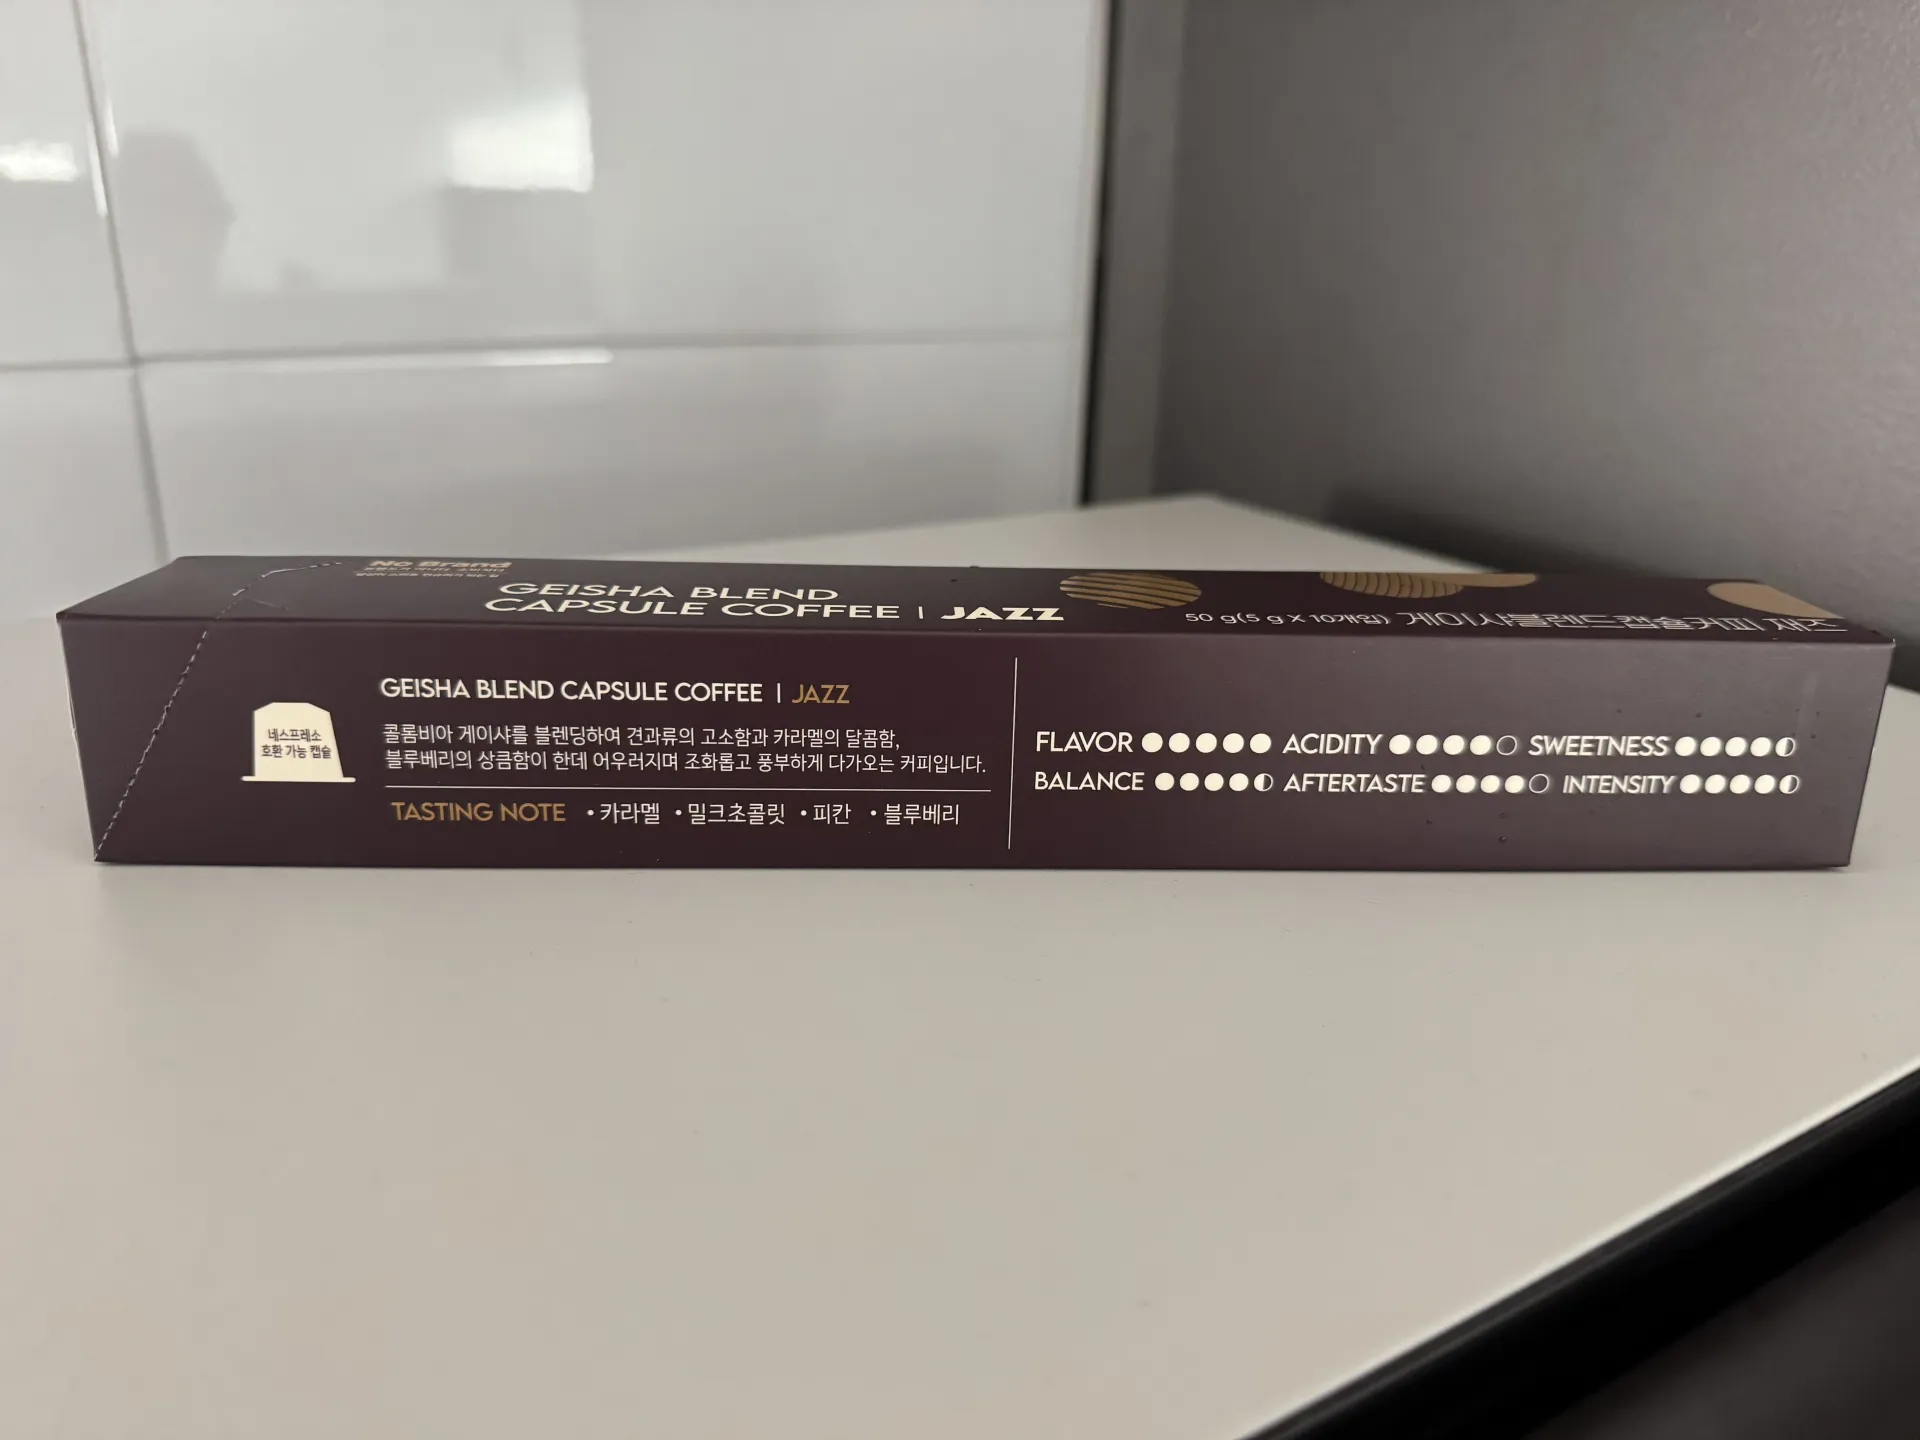 No Brand
GEISHA BLEND
CAPSULE COFFEE | JAZZ
50 g(5 g X 10개입) 게이샤블렌드캡슐커피 재즈
네스프레소
호환 가능 캡슐
GEISHA BLEND CAPSULE COFFEE | JAZZ
콜롬비아 게이샤를 블렌딩하여 견과류의 고소함과 카라멜의 달콤함,
블루베리의 상큼함이 한데 어우러지며 조화롭고 풍부하게 다가오는 커피입니다.
TASTING NOTE • 카라멜 • 밀크초콜릿 • 피칸 • 블루베리
FLAVOR ●●●●● ACIDITY ●●●●○ SWEETNESS ●●●●◐
BALANCE ●●●●◐ AFTERTASTE ●●●●○ INTENSITY ●●●●◐